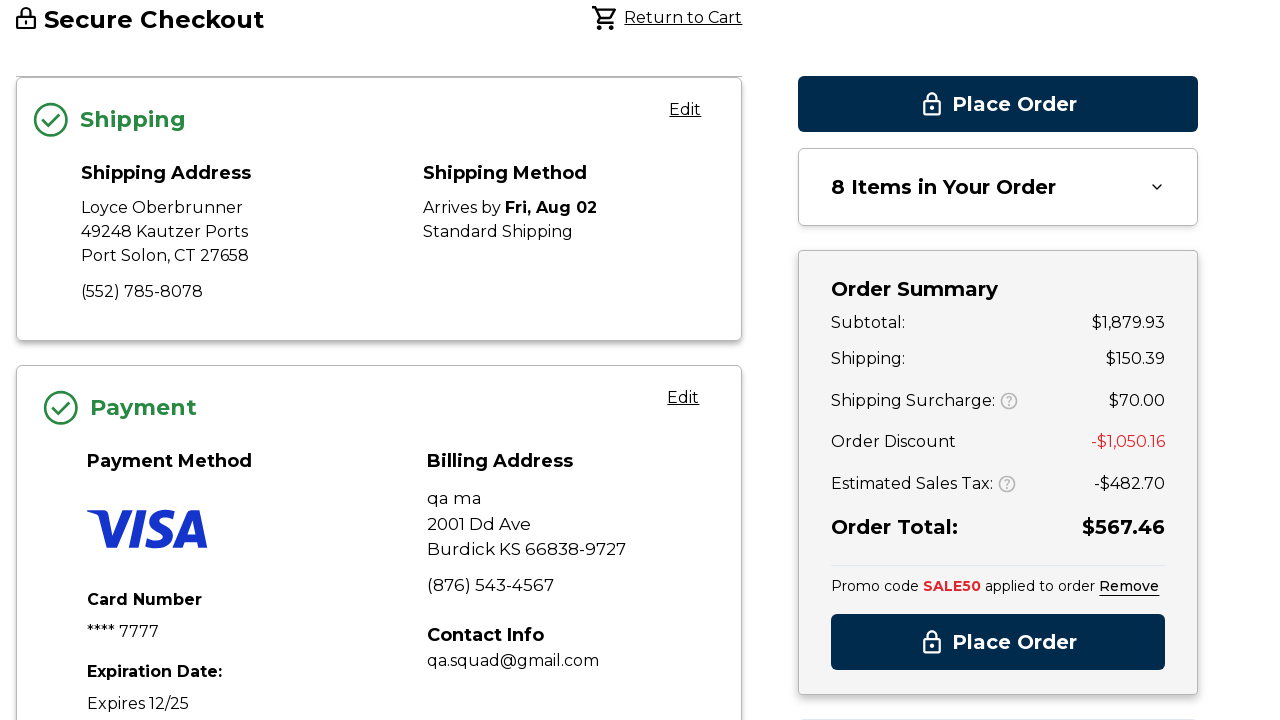 Secure Checkout
Return to Cart
Shipping
Edit
Shipping Address
Loyce Oberbrunner
49248 Kautzer Ports
Port Solon, CT 27658
(552) 785-8078
Shipping Method
Arrives by Fri, Aug 02
Standard Shipping
Payment
Edit
Payment Method
VISA
Card Number
**** 7777
Expiration Date:
Expires 12/25
Billing Address
qa ma
2001 Dd Ave
Burdick KS 66838-9727
(876) 543-4567
Contact Info
qa.squad@gmail.com
Place Order
8 Items in Your Order
Order Summary
Subtotal: $1,879.93
Shipping: $150.39
Shipping Surcharge: ? $70.00
Order Discount -$1,050.16
Estimated Sales Tax: ? -$482.70
Order Total: $567.46
Promo code SALE50 applied to order Remove
Place Order